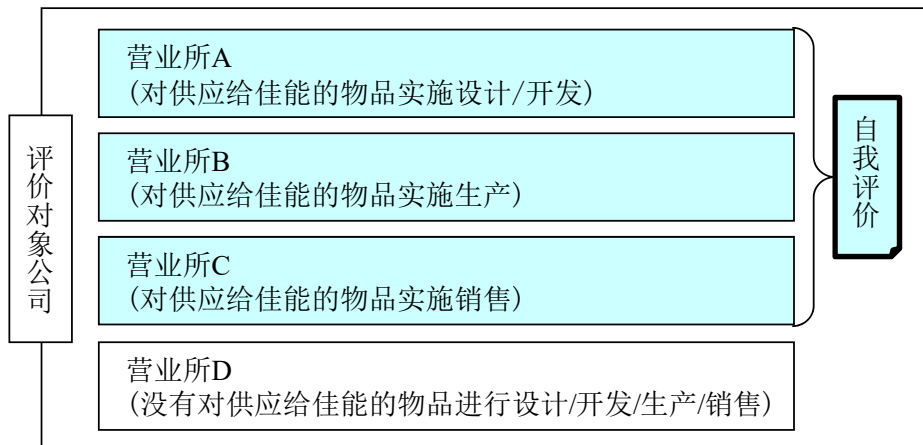 营业所A
(对供应给佳能的物品实施设计/开发)
营业所B
(对供应给佳能的物品实施生产)
营业所C
(对供应给佳能的物品实施销售)
营业所D
(没有对供应给佳能的物品进行设计/开发/生产/销售)
评价对象公司
自我评价